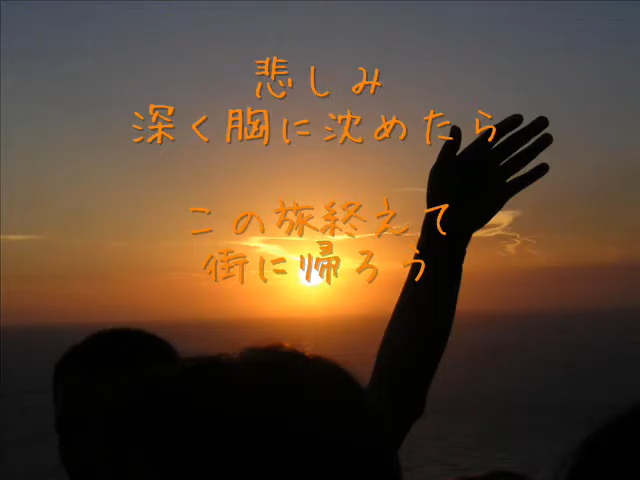 悲しみ
深く胸に沈めたら
この旅終えて
街に帰ろう